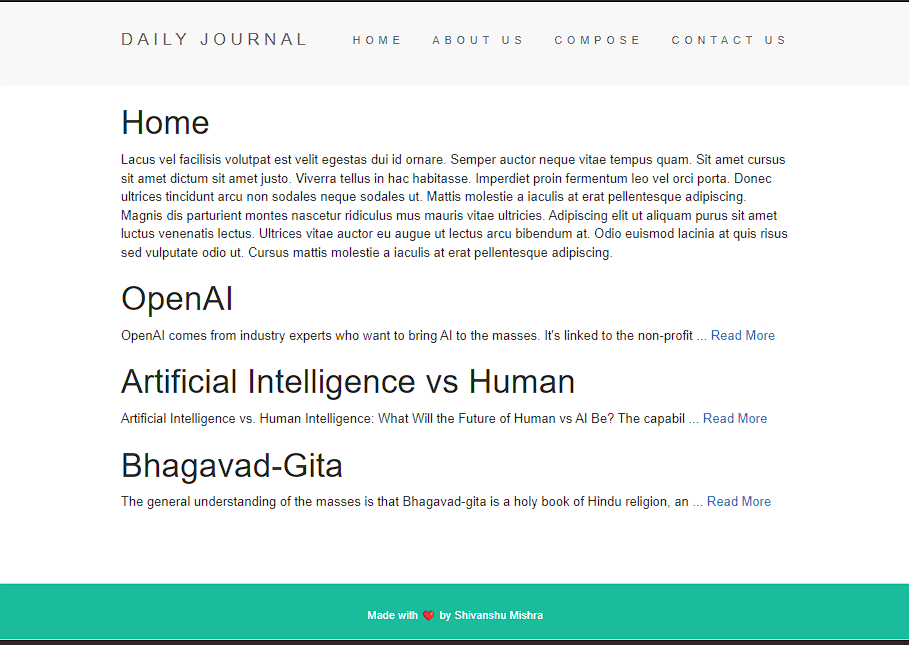 DAILY JOURNAL HOME ABOUT US COMPOSE CONTACT US
Home
Lacus vel facilisis volutpat est velit egestas dui id ornare. Semper auctor neque vitae tempus quam. Sit amet cursus
sit amet dictum sit amet justo. Viverra tellus in hac habitasse. Imperdiet proin fermentum leo vel orci porta. Donec
ultrices tincidunt arcu non sodales neque sodales ut. Mattis molestie a iaculis at erat pellentesque adipiscing.
Magnis dis parturient montes nascetur ridiculus mus mauris vitae ultricies. Adipiscing elit ut aliquam purus sit amet
luctus venenatis lectus. Ultrices vitae auctor eu augue ut lectus arcu bibendum at. Odio euismod lacinia at quis risus
sed vulputate odio ut. Cursus mattis molestie a iaculis at erat pellentesque adipiscing.
OpenAI
OpenAI comes from industry experts who want to bring AI to the masses. It's linked to the non-profit ... Read More
Artificial Intelligence vs Human
Artificial Intelligence vs. Human Intelligence: What Will the Future of Human vs AI Be? The capabil ... Read More
Bhagavad-Gita
The general understanding of the masses is that Bhagavad-gita is a holy book of Hindu religion, an ... Read More
Made with ❤️ by Shivanshu Mishra